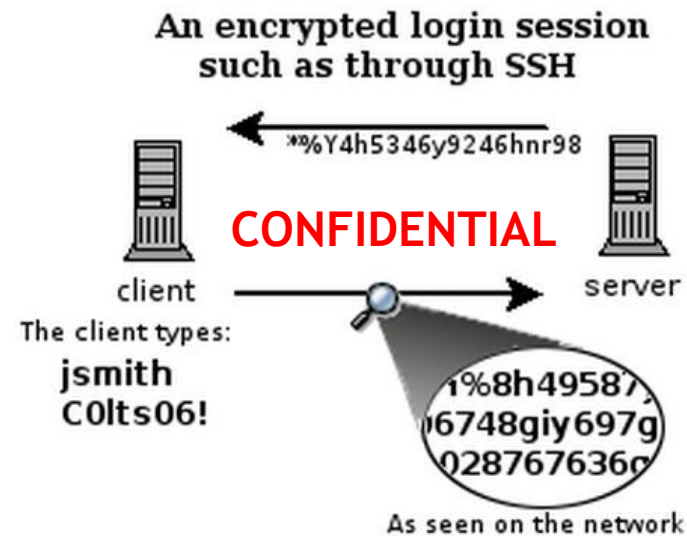 An encrypted login session
such as through SSH
*%Y4h5346y9246hnr98
CONFIDENTIAL
client
server
The client types:
jsmith
C0lts06!
%8h49587
6748giy697g
028767636
As seen on the network